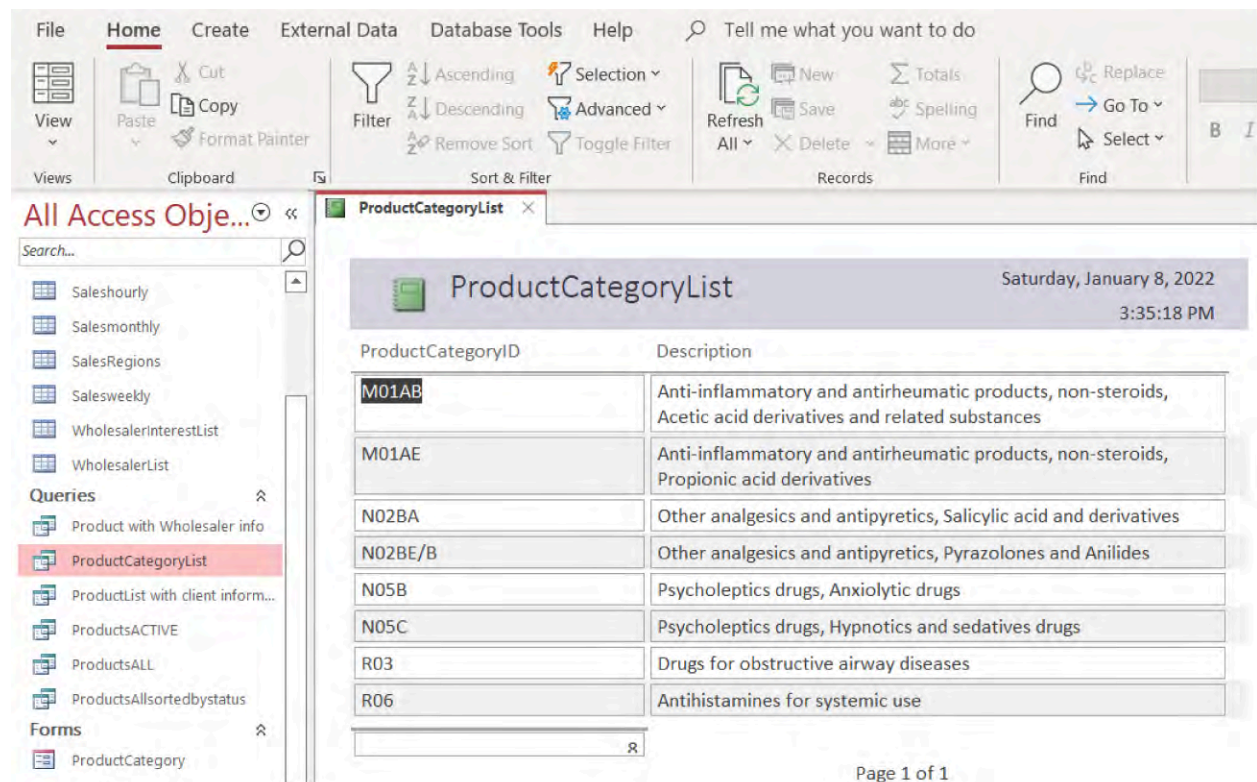 File Home Create External Data Database Tools Help Tell me what you want to do
View
Paste
Cut
Copy
Format Painter
Filter
Ascending
Descending
Remove Sort
Selection
Advanced
Toggle Filter
Refresh
All
New
Save
Delete
Totals
Spelling
More
Find
Replace
Go To
Select
B I
Views Clipboard Sort & Filter Records Find
All Access Obje...
Search...
Saleshourly
Salesmonthly
SalesRegions
Salesweekly
WholesalerInterestList
WholesalerList
Queries
Product with Wholesaler info
ProductCategoryList
ProductList with client inform...
ProductsACTIVE
ProductsALL
ProductsAllsortedbystatus
Forms
ProductCategory
ProductCategoryList
ProductCategoryList
Saturday, January 8, 2022
3:35:18 PM
ProductCategoryID Description
M01AB Anti-inflammatory and antirheumatic products, non-steroids,
Acetic acid derivatives and related substances
M01AE Anti-inflammatory and antirheumatic products, non-steroids,
Propionic acid derivatives
N02BA Other analgesics and antipyretics, Salicylic acid and derivatives
N02BE/B Other analgesics and antipyretics, Pyrazolones and Anilides
N05B Psycholeptics drugs, Anxiolytic drugs
N05C Psycholeptics drugs, Hypnotics and sedatives drugs
R03 Drugs for obstructive airway diseases
R06 Antihistamines for systemic use
8
Page 1 of 1